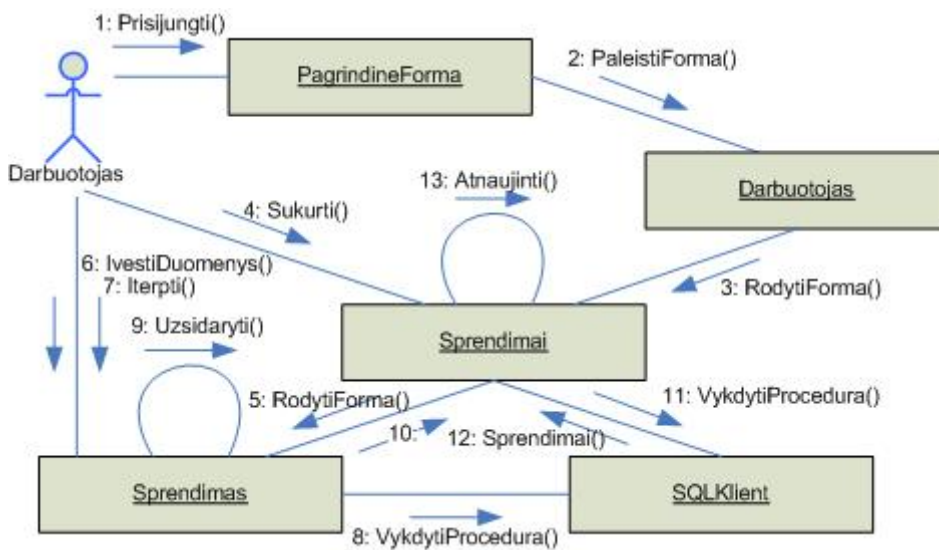 1: Prisijungti()
PagrindineForma
2: PaleistiForma()
Darbuotojas
Darbuotojas
13: Atnaujinti()
4: Sukurti()
6: IvestiDuomenys()
7: Iterpti()
3: RodytiForma()
9: Uzsidaryti()
Sprendimai
5: RodytiForma()
11: VykdytiProcedura()
10:
12: Sprendimai()
Sprendimas
SQLKlient
8: VykdytiProcedura()